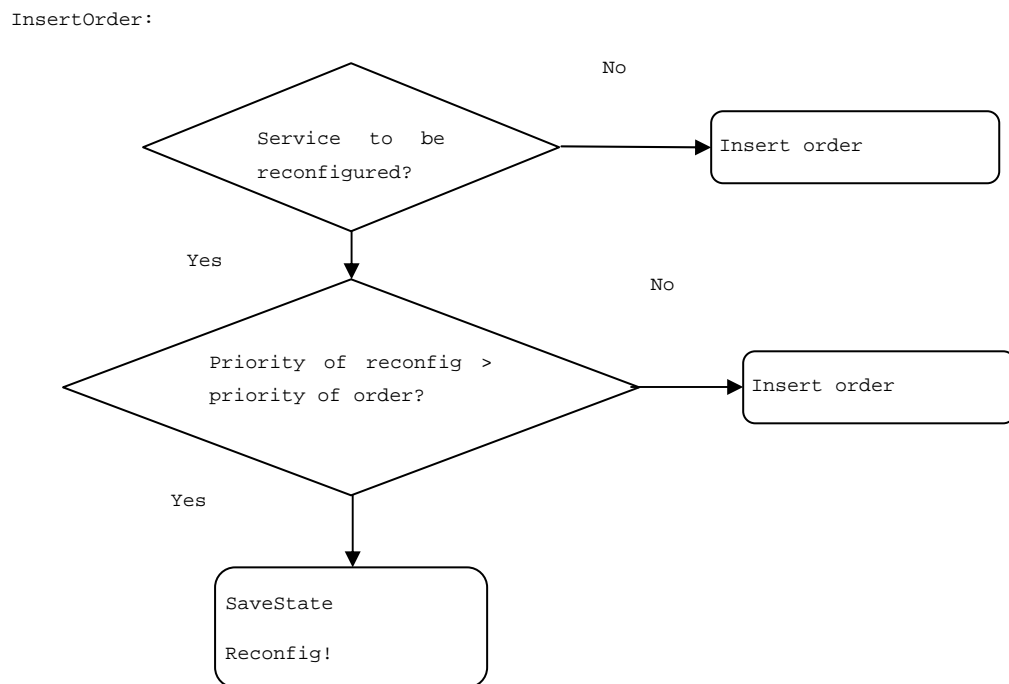 InsertOrder:
No
Service to be
reconfigured?
Insert order
Yes
No
Priority of reconfig >
priority of order?
Insert order
Yes
SaveState
Reconfig!